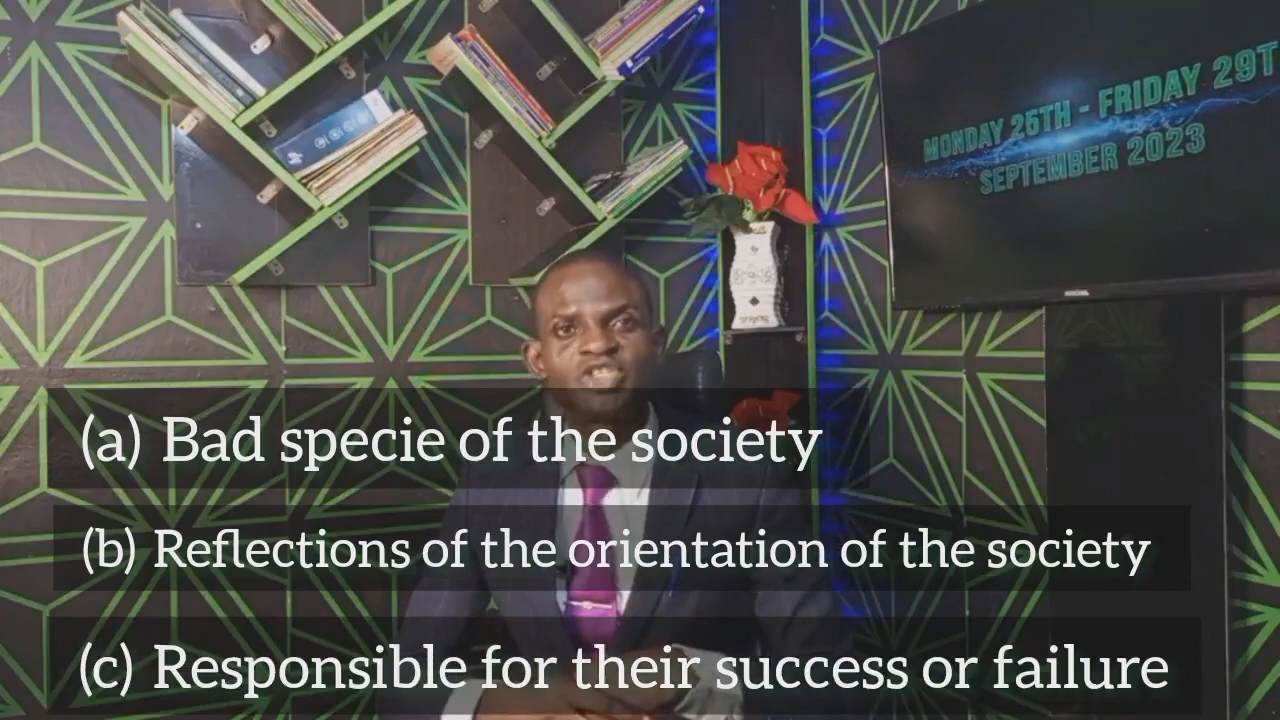 MONDAY 25TH - FRIDAY 29T
SEPTEMBER 2023
(a) Bad specie of the society
(b) Reflections of the orientation of the society
(c) Responsible for their success or failure